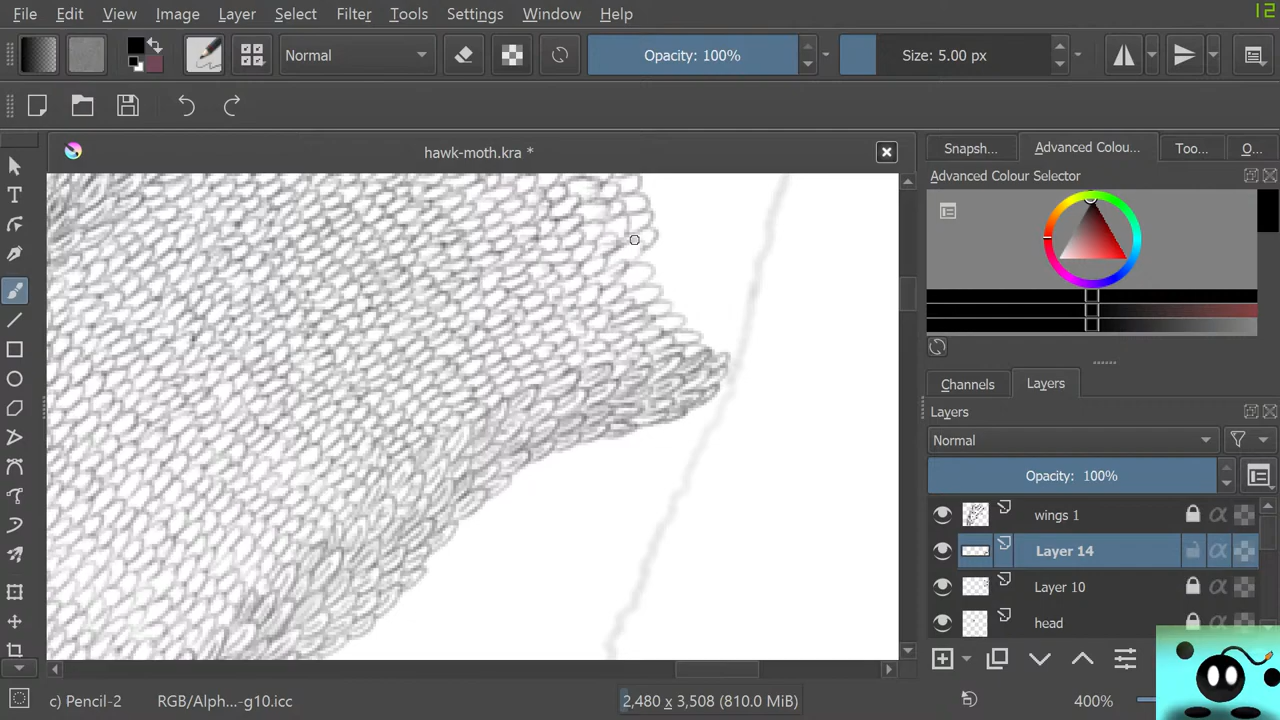 File Edit View Image Layer Select Filter Tools Settings Window Help
12
Normal
Opacity: 100%
Size: 5.00 px
hawk-moth.kra *
Snapsh...
Advanced Colou...
Too...
O...
Advanced Colour Selector
Channels
Layers
Layers
Normal
Opacity: 100%
wings 1
Layer 14
Layer 10
head
c) Pencil-2
RGB/Alph...-g10.icc
2,480 x 3,508 (810.0 MiB)
400%